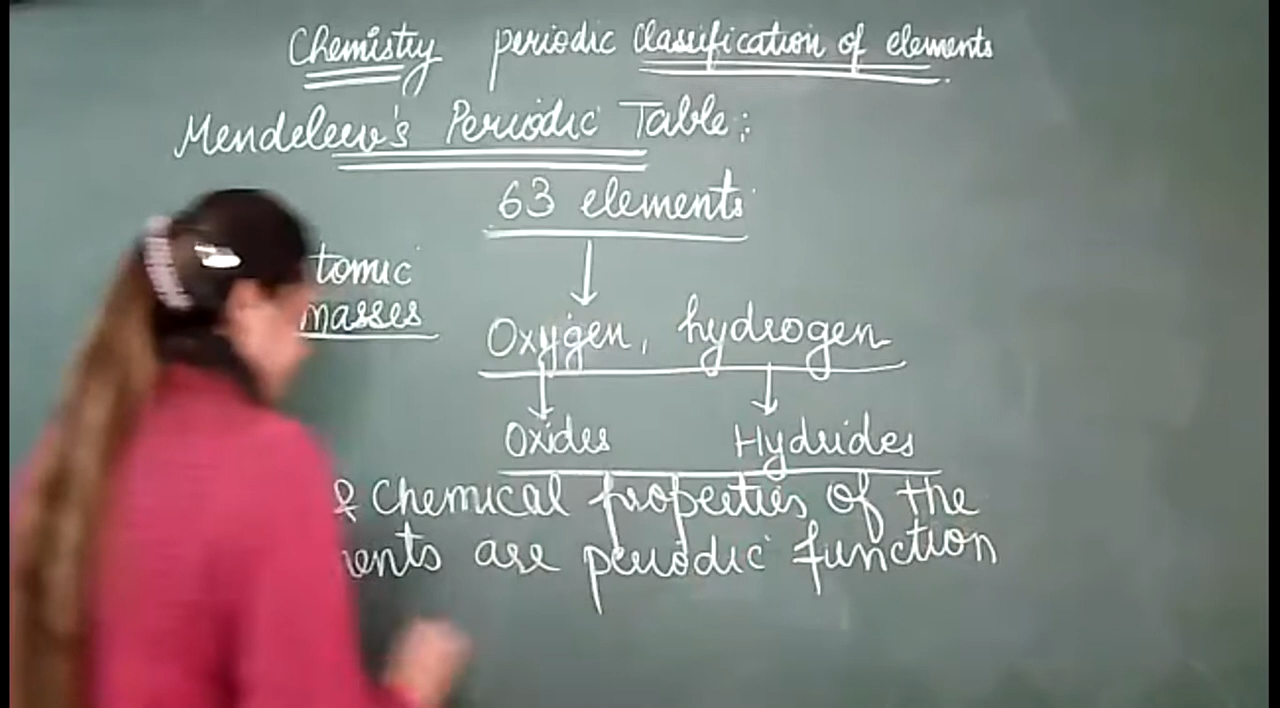 Chemistry periodic Classification of elements
Mendeleev's Periodic Table:
63 elements
tomic
masses
Oxygen, hydrogen
Oxides Hydrides
& Chemical properties of the
ments are periodic function